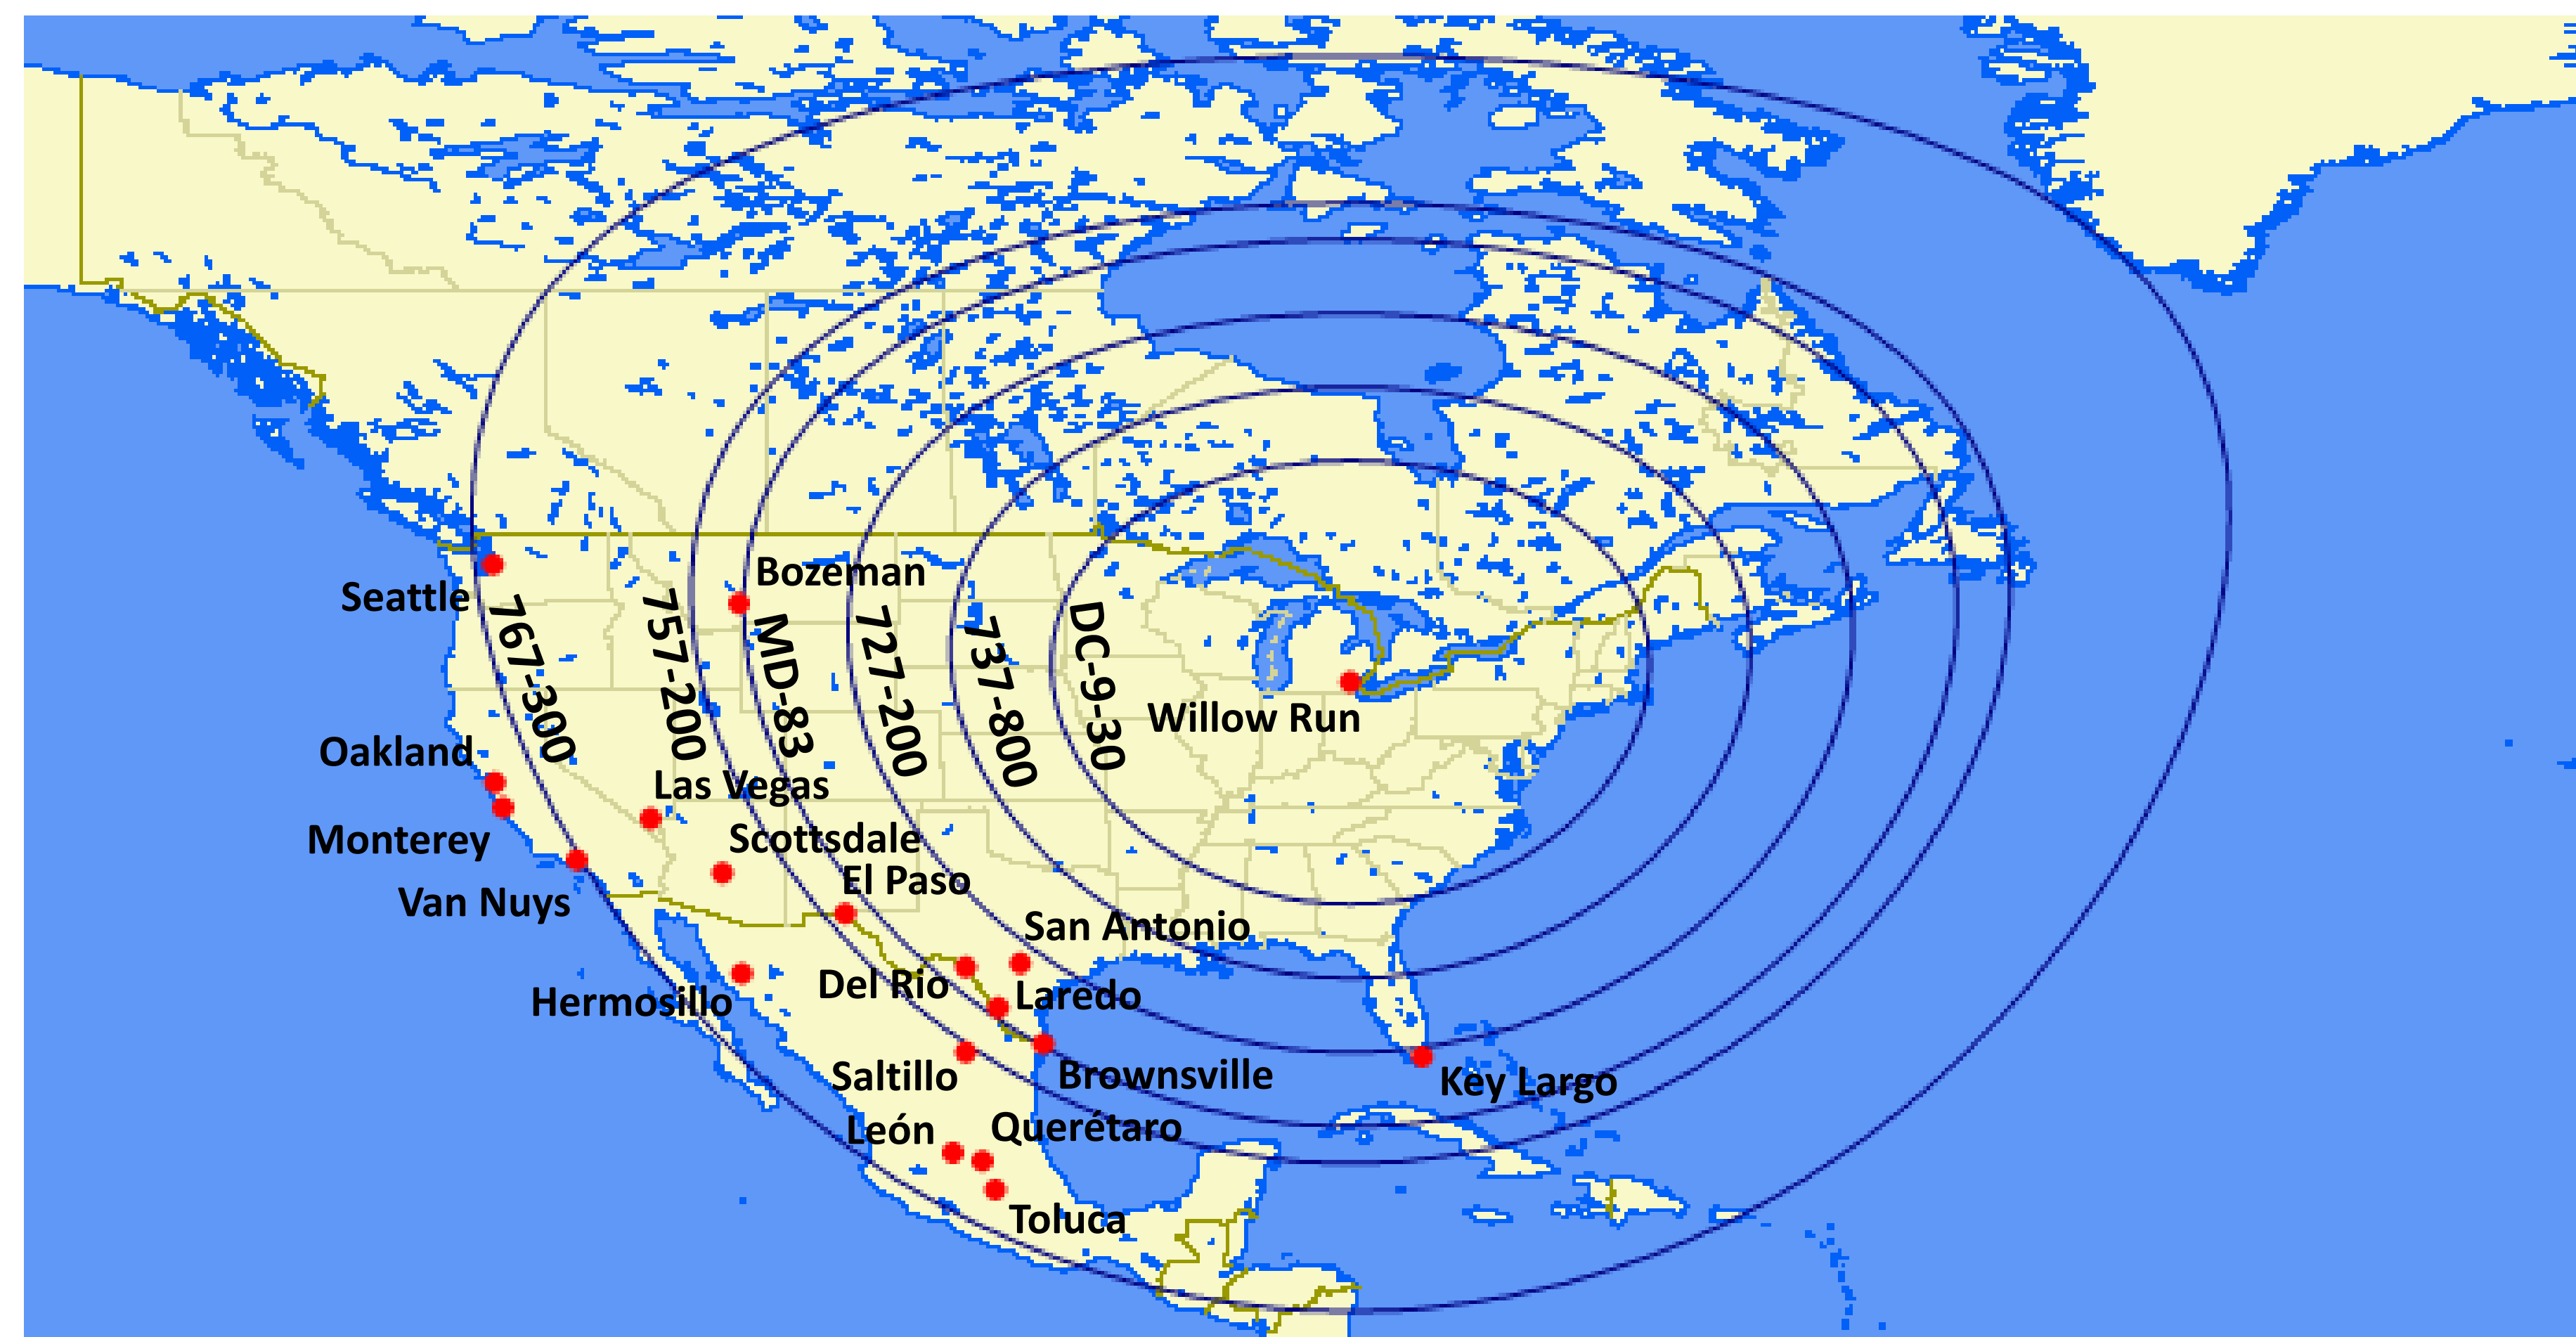 Seattle
Bozeman
767-300
757-200
MD-83
727-200
737-800
DC-9-30
Willow Run
Oakland
Las Vegas
Monterey
Scottsdale
El Paso
Van Nuys
San Antonio
Hermosillo
Del Rio
Laredo
Saltillo
Brownsville
Key Largo
León
Querétaro
Toluca